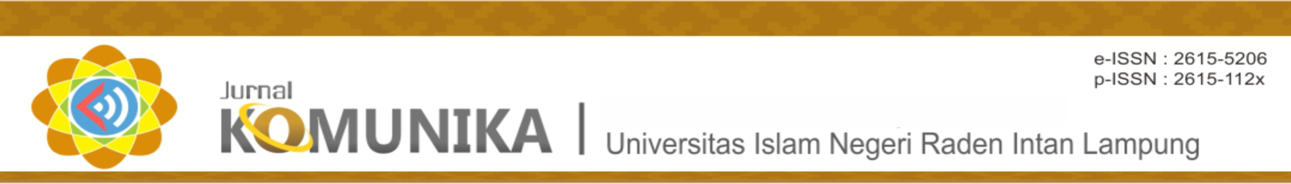 e-ISSN : 2615-5206
p-ISSN : 2615-112x
Jurnal
KOMUNIKA
Universitas Islam Negeri Raden Intan Lampung